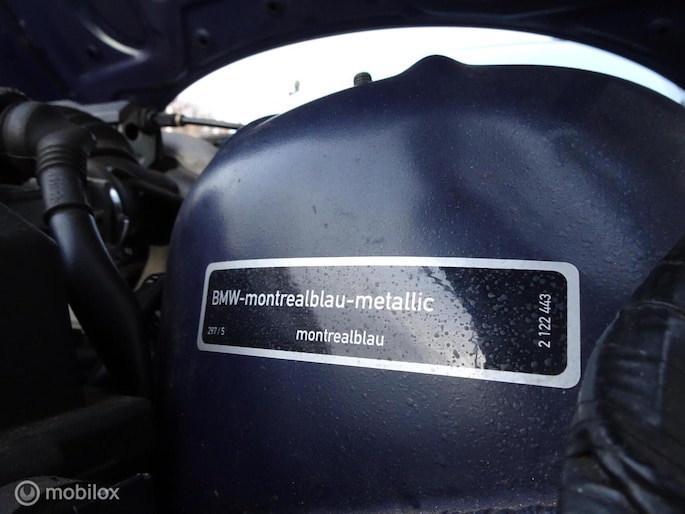 BMW-montrealblau-metallic
297/5
montrealblau
2 122 443
mobilox